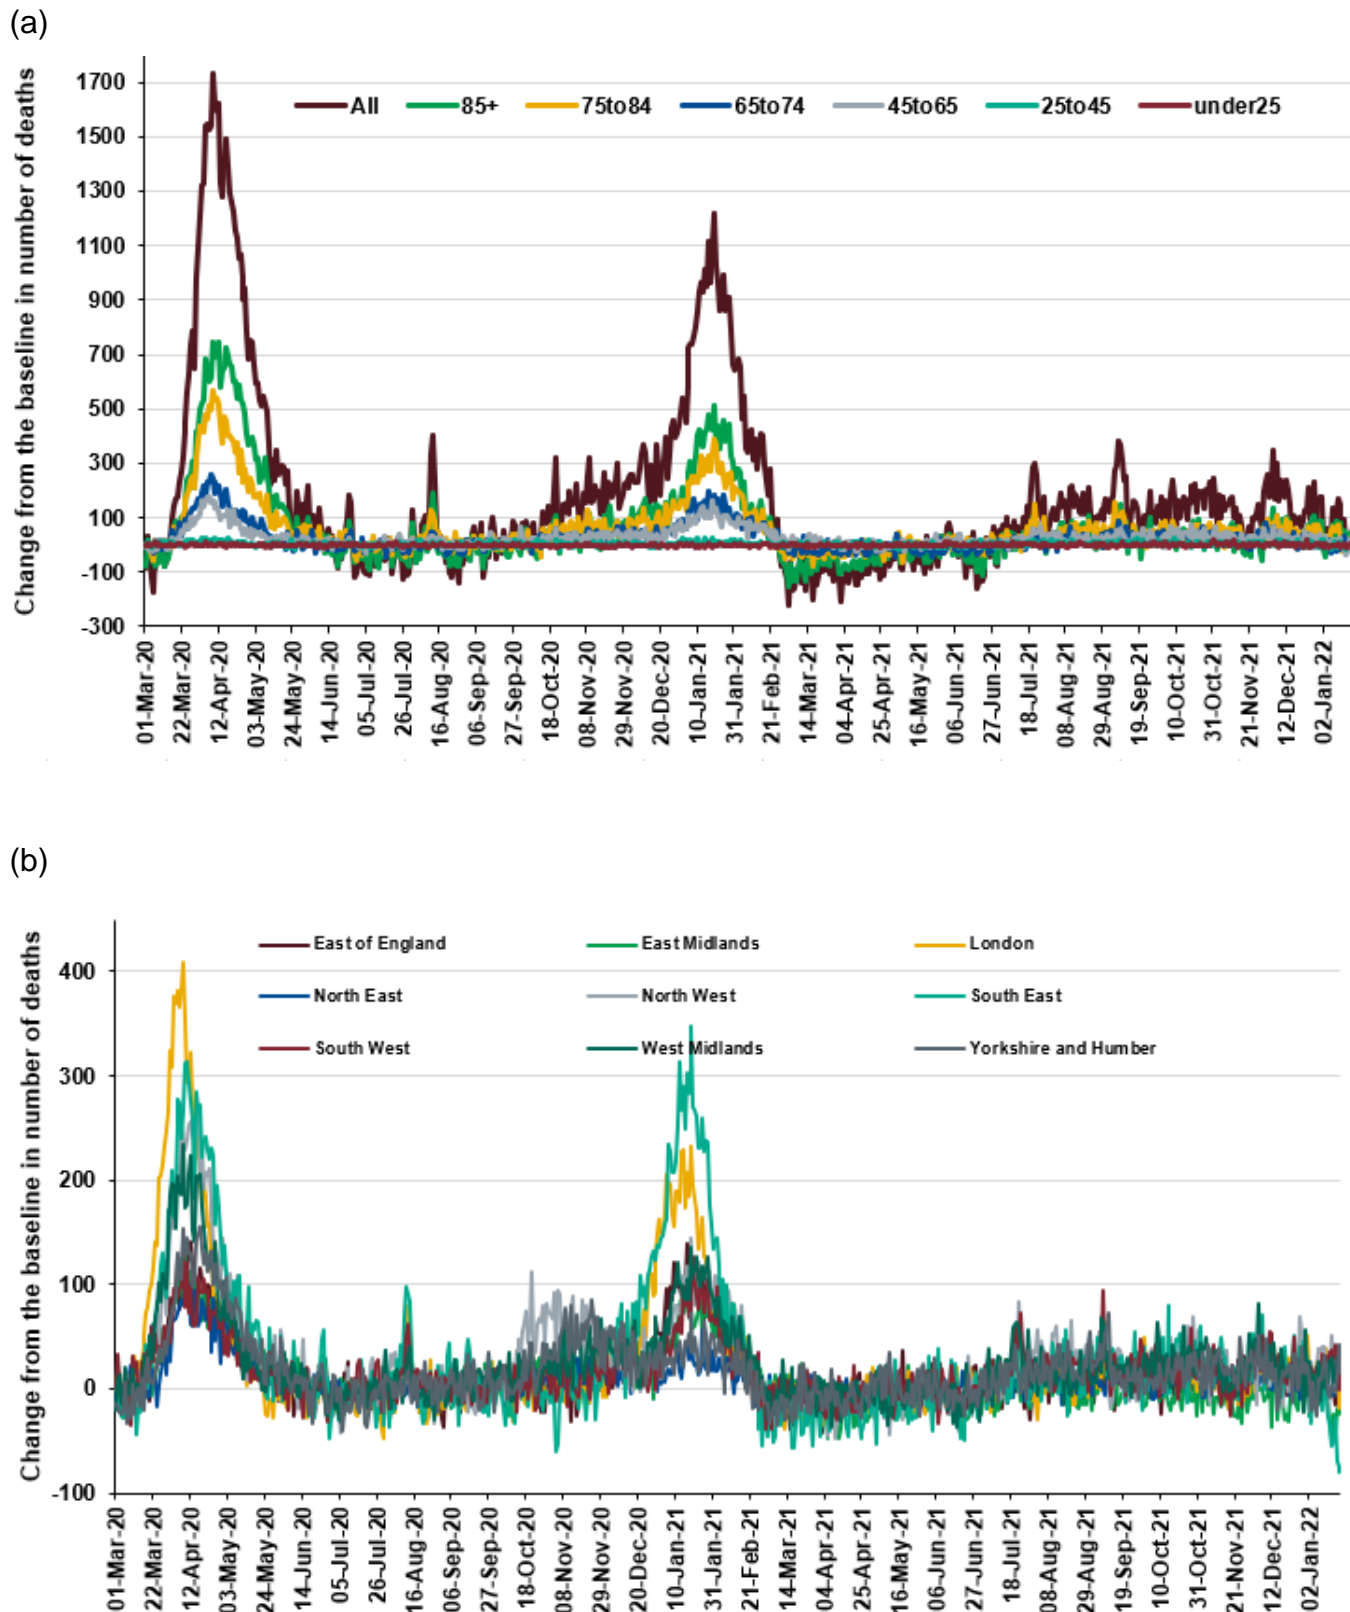 (a)
Change from the baseline in number of deaths
1700
1500
1300
1100
900
700
500
300
100
-100
-300
All 85+ 75to84 65to74 45to65 25to45 under25
01-Mar-20
22-Mar-20
12-Apr-20
03-May-20
24-May-20
14-Jun-20
05-Jul-20
26-Jul-20
16-Aug-20
06-Sep-20
27-Sep-20
18-Oct-20
08-Nov-20
29-Nov-20
20-Dec-20
10-Jan-21
31-Jan-21
21-Feb-21
14-Mar-21
04-Apr-21
25-Apr-21
16-May-21
06-Jun-21
27-Jun-21
18-Jul-21
08-Aug-21
29-Aug-21
19-Sep-21
10-Oct-21
31-Oct-21
21-Nov-21
12-Dec-21
02-Jan-22
(b)
Change from the baseline in number of deaths
400
300
200
100
0
-100
East of England East Midlands London
North East North West South East
South West West Midlands Yorkshire and Humber
01-Mar-20
22-Mar-20
12-Apr-20
03-May-20
24-May-20
14-Jun-20
05-Jul-20
26-Jul-20
16-Aug-20
06-Sep-20
27-Sep-20
18-Oct-20
08-Nov-20
29-Nov-20
20-Dec-20
10-Jan-21
31-Jan-21
21-Feb-21
14-Mar-21
04-Apr-21
25-Apr-21
16-May-21
06-Jun-21
27-Jun-21
18-Jul-21
08-Aug-21
29-Aug-21
19-Sep-21
10-Oct-21
31-Oct-21
21-Nov-21
12-Dec-21
02-Jan-22